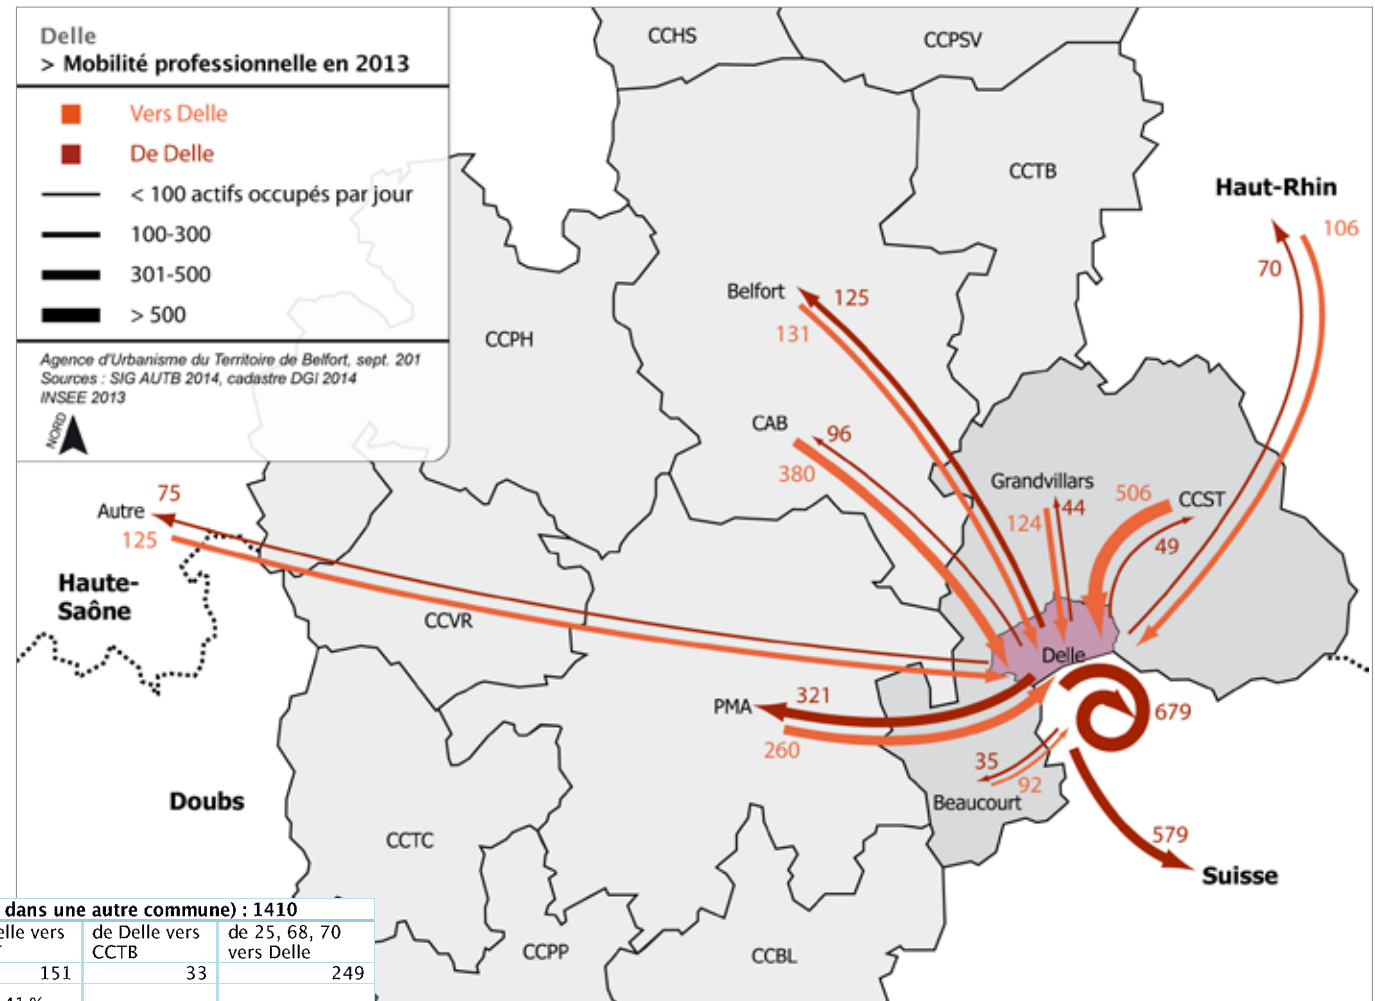 Delle
> Mobilité professionnelle en 2013
Vers Delle
De Delle
< 100 actifs occupés par jour
100-300
301-500
> 500
Agence d'Urbanisme du Territoire de Belfort, sept. 201
Sources : SIG AUTB 2014, cadastre DGI 2014
INSEE 2013
NORD
CCHS
CCPSV
CCTB
Haut-Rhin
106
70
Belfort
125
131
CCPH
CAB
96
380
Grandvillars
124
44
506
CCST
49
Autre
75
125
Haute-
Saône
CCVR
Delle
PMA
321
260
679
35
92
Beaucourt
Doubs
579
Suisse
CCTC
CCPP
CCBL
dans une autre commune) : 1410
elle vers
de Delle vers
CCTB
de 25, 68, 70
vers Delle
151
33
249
41 %